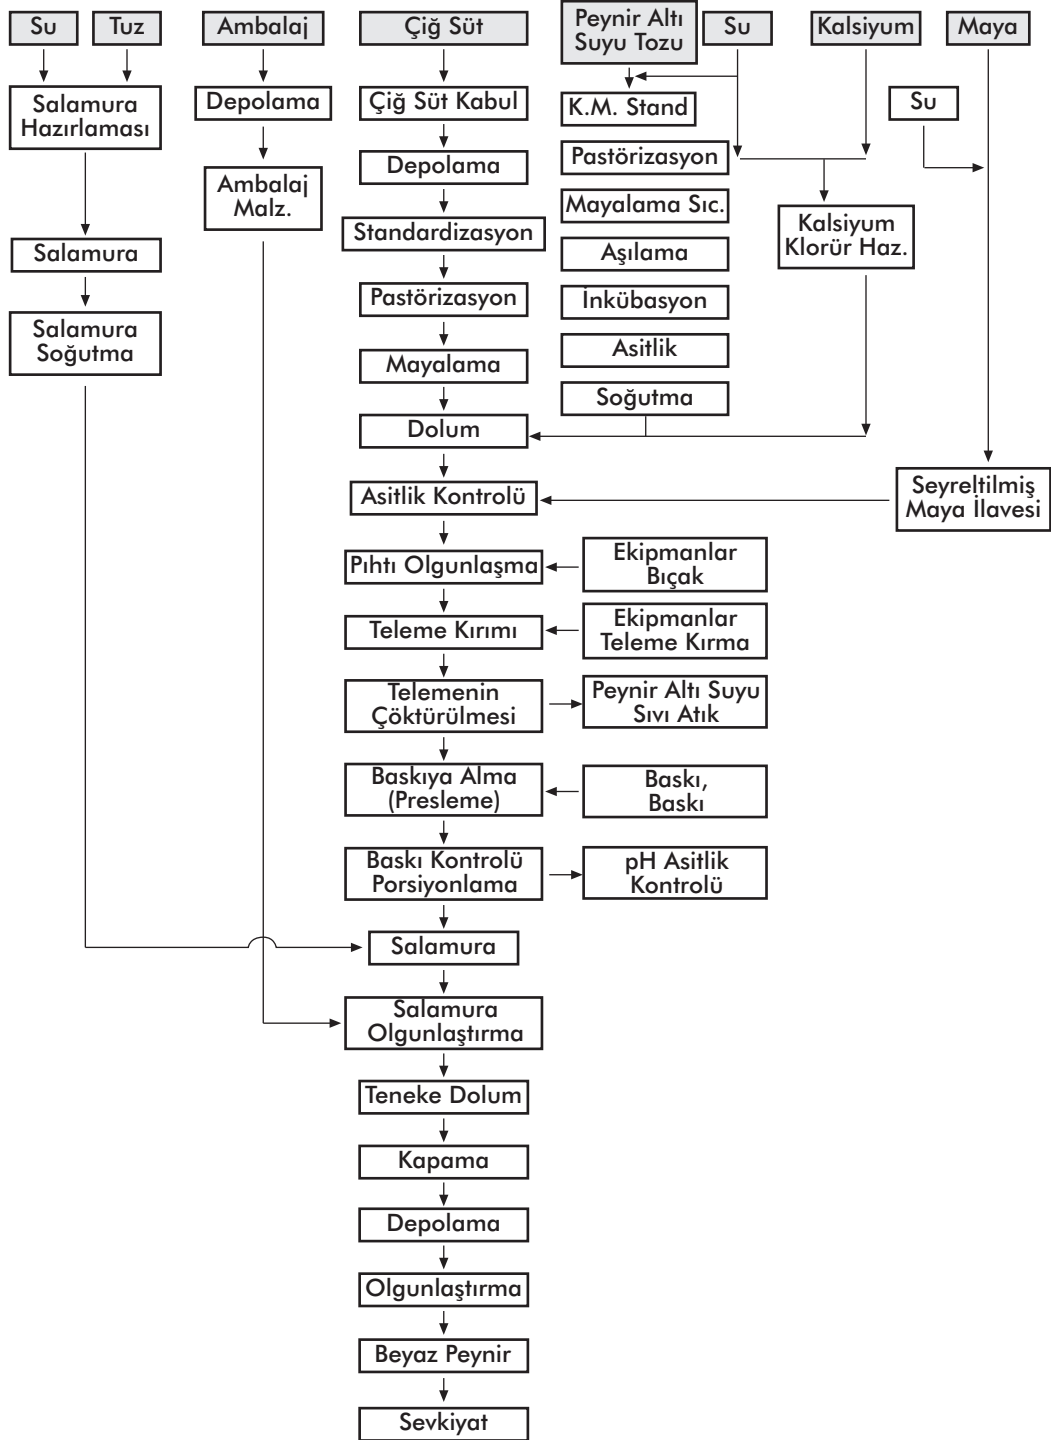 Su
Tuz
Ambalaj
Çiğ Süt
Peynir Altı
Suyu Tozu
Su
Kalsiyum
Maya
Salamura
Hazırlaması
Depolama
Çiğ Süt Kabul
K.M. Stand
Su
Ambalaj
Malz.
Depolama
Pastörizasyon
Mayalama Sıc.
Kalsiyum
Klorür Haz.
Salamura
Standardizasyon
Aşılama
Salamura
Soğutma
Pastörizasyon
İnkübasyon
Mayalama
Asitlik
Soğutma
Dolum
Asitlik Kontrolü
Seyreltilmiş
Maya İlavesi
Pıhtı Olgunlaşma
Ekipmanlar
Bıçak
Teleme Kırımı
Ekipmanlar
Teleme Kırma
Telemenin
Çöktürülmesi
Peynir Altı Suyu
Sıvı Atık
Baskıya Alma
(Presleme)
Baskı,
Baskı
Baskı Kontrolü
Porsiyonlama
pH Asitlik
Kontrolü
Salamura
Salamura
Olgunlaştırma
Teneke Dolum
Kapama
Depolama
Olgunlaştırma
Beyaz Peynir
Sevkiyat